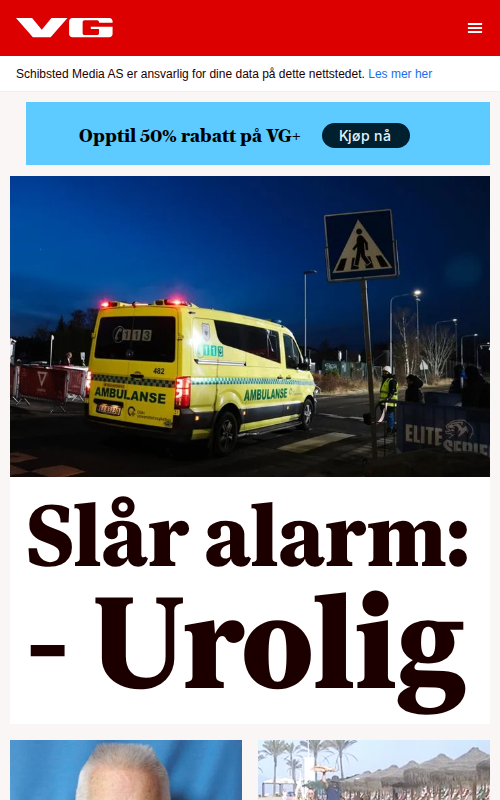 VG
Schibsted Media AS er ansvarlig for dine data på dette nettstedet. Les mer her
Opptil 50% rabatt på VG+ Kjøp nå
113
482
113
AMBULANSE
AMBULANSE
ELITE
SERIEN
Slår alarm:
- Urolig